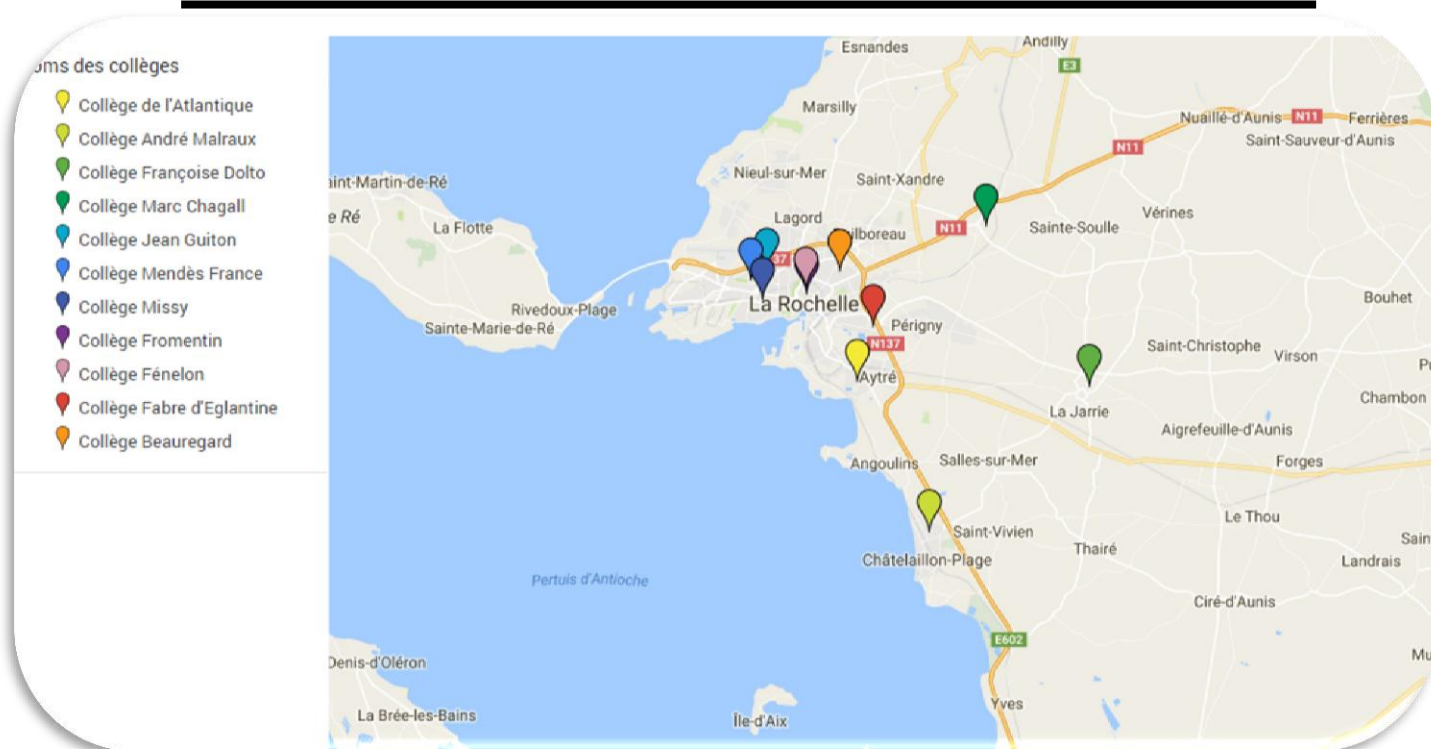 oms des collèges
Collège de l'Atlantique
Collège André Malraux
Collège Françoise Dolto
Collège Marc Chagall
Collège Jean Guiton
Collège Mendès France
Collège Missy
Collège Fromentin
Collège Fénelon
Collège Fabre d'Eglantine
Collège Beauregard
Esnandes
Andilly
E3
Marsilly
Nuaillé-d'Aunis
N11
Ferrières
Saint-Sauveur-d'Aunis
N11
Nieul-sur-Mer
Saint-Xandre
int-Martin-de-Ré
e Ré
La Flotte
Lagord
ilboreau
N11
Sainte-Soulle
Vérines
37
La Rochelle
Rivedoux-Plage
Sainte-Marie-de-Ré
Périgny
Bouhet
N137
Saint-Christophe
Virson
Aytré
La Jarrie
Chambon
Aigrefeuille-d'Aunis
Angoulins
Salles-sur-Mer
Forges
Le Thou
Saint-Vivien
Thairé
Châtelaillon-Plage
Landrais
Pertuis d'Antioche
Ciré-d'Aunis
E602
Denis-d'Oléron
La Brée-les-Bains
Île-d'Aix
Yves